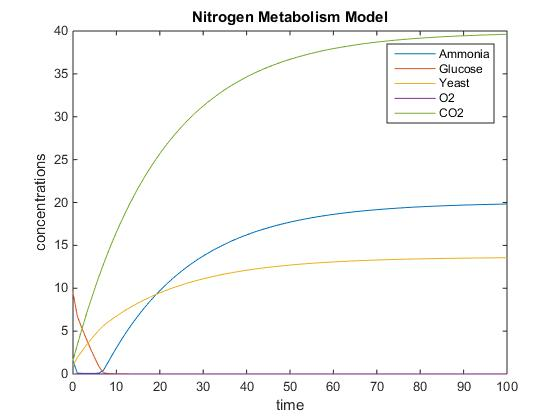 Nitrogen Metabolism Model
40
35
30
25
20
15
10
5
0
concentrations
Ammonia
Glucose
Yeast
O2
CO2
0 10 20 30 40 50 60 70 80 90 100
time